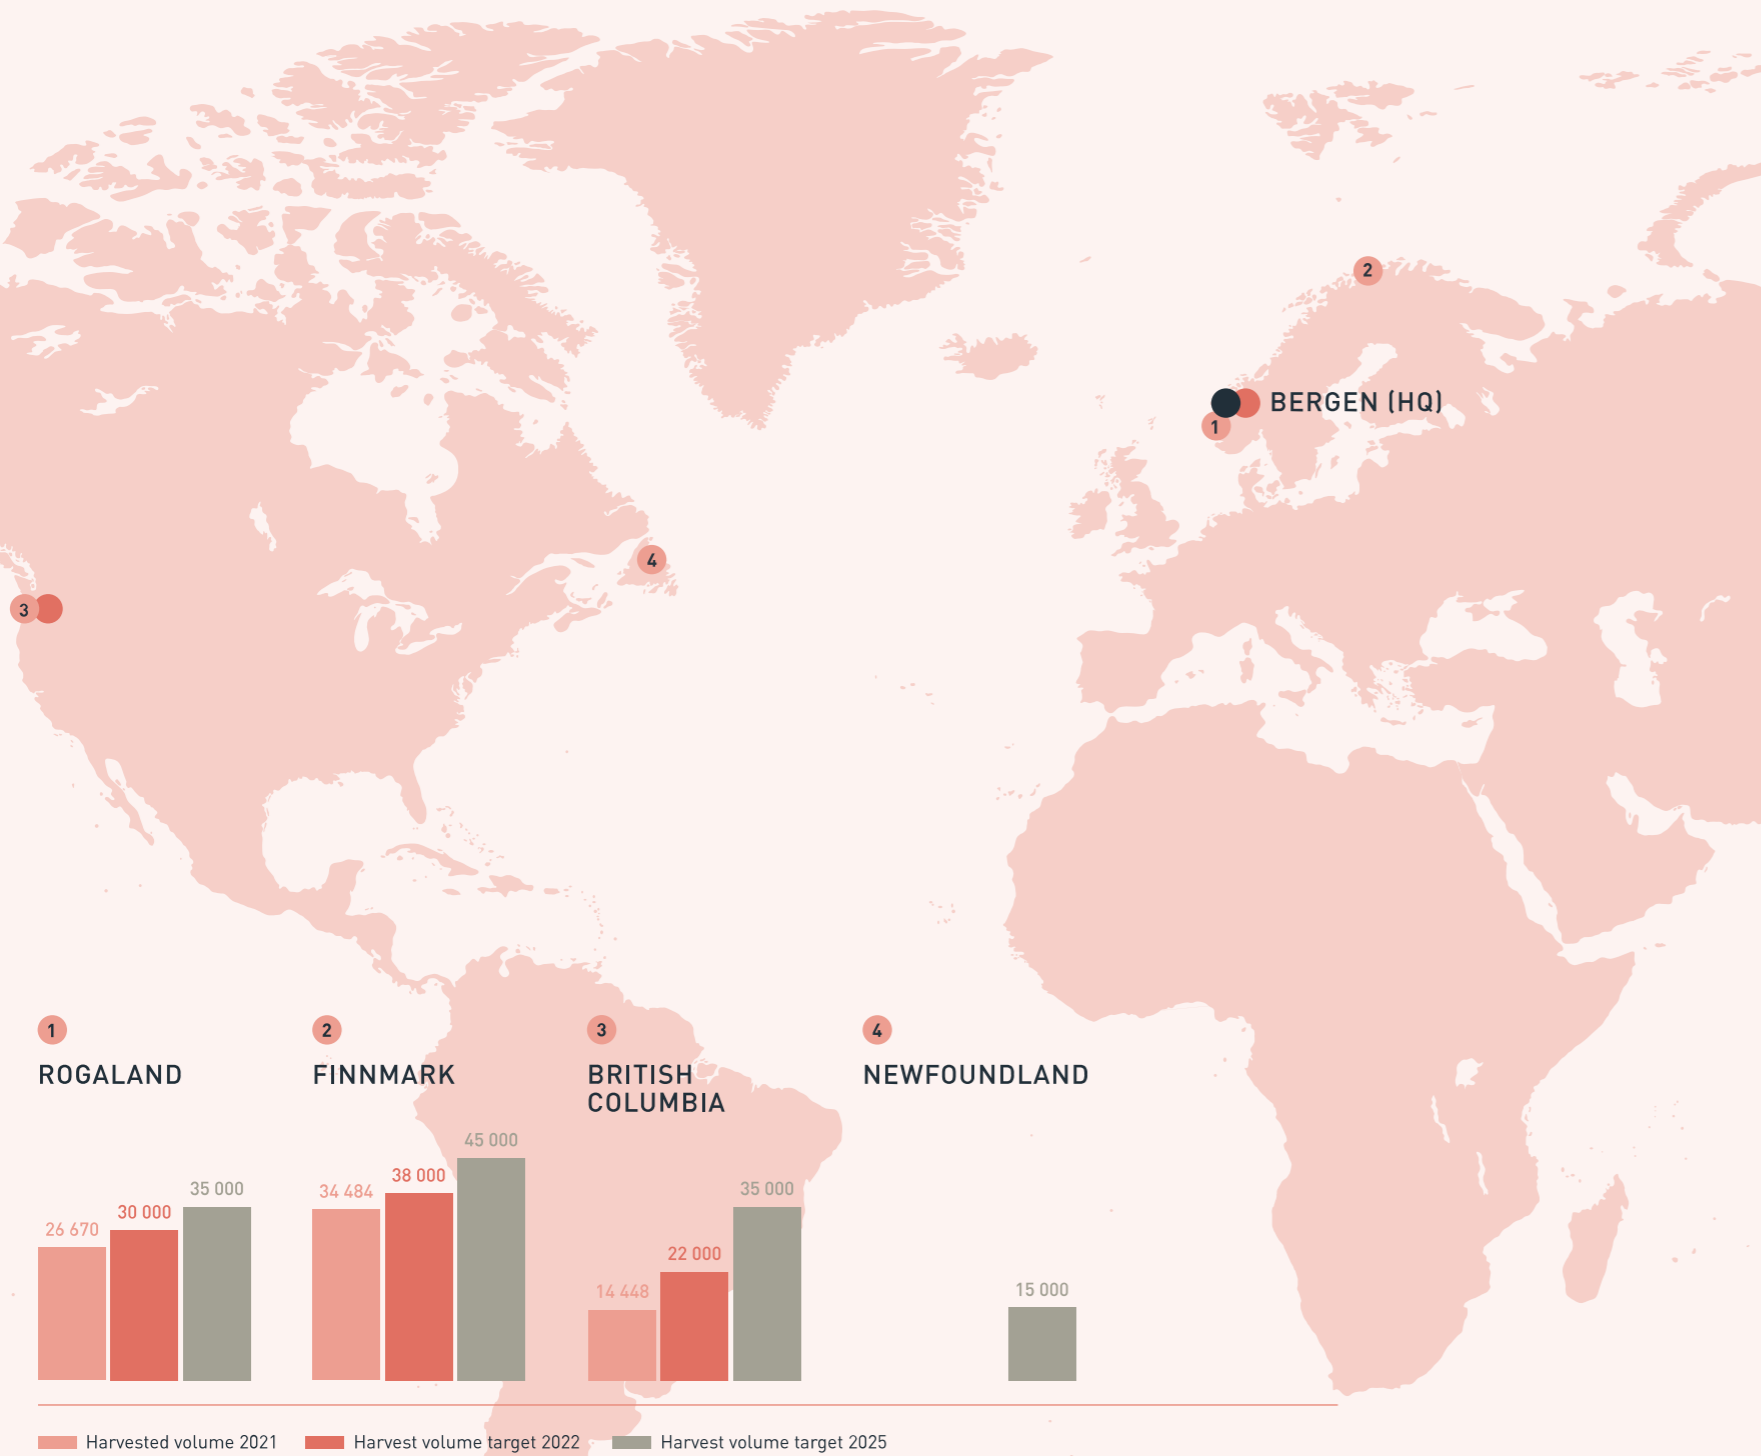 2
BERGEN (HQ)
1
4
3
1
ROGALAND
26 670
30 000
35 000
2
FINNMARK
34 484
38 000
45 000
3
BRITISH
COLUMBIA
14 448
22 000
35 000
4
NEWFOUNDLAND
15 000
Harvested volume 2021
Harvest volume target 2022
Harvest volume target 2025